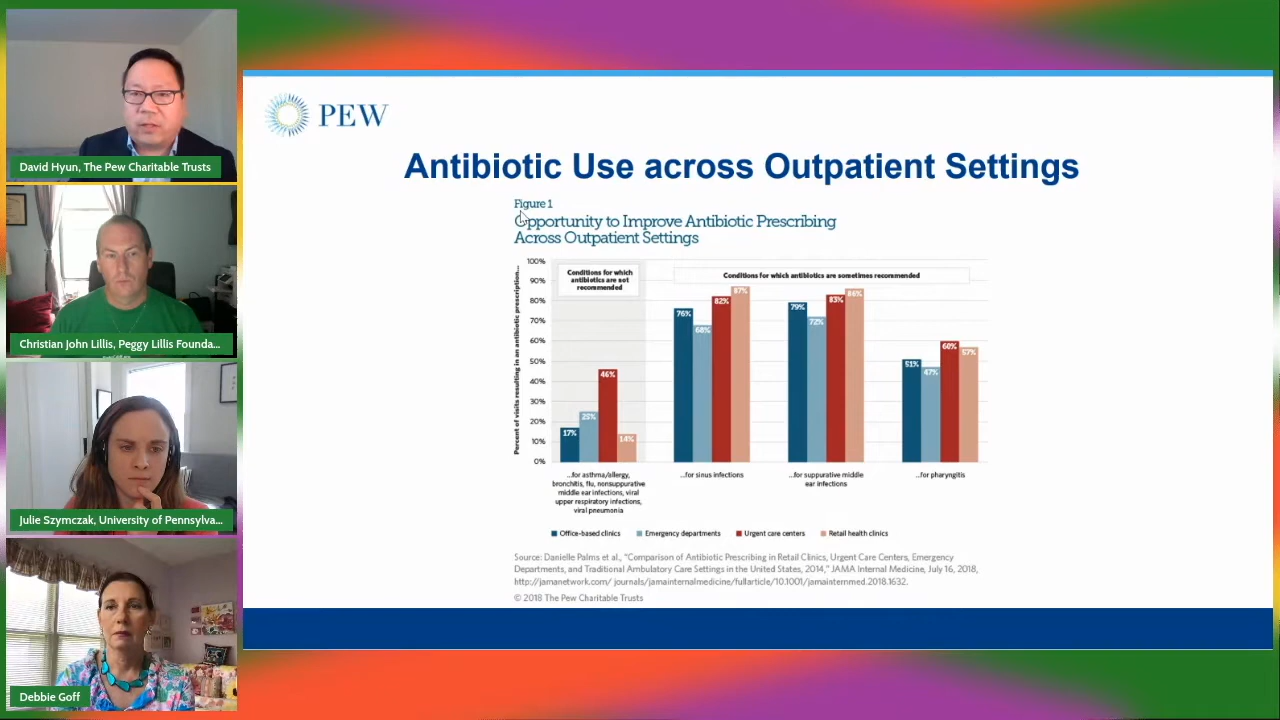 David Hyun, The Pew Charitable Trusts
Christian John Lillis, Peggy Lillis Founda...
Julie Szymczak, University of Pennsylva...
Debbie Goff
PEW
Antibiotic Use across Outpatient Settings
Figure 1
Opportunity to Improve Antibiotic Prescribing
Across Outpatient Settings
Percent of visits resulting in an antibiotic prescription...
100%
90%
80%
70%
60%
50%
40%
30%
20%
10%
0%
Conditions for which
antibiotics are not
recommended
Conditions for which antibiotics are sometimes recommended
17%
25%
46%
14%
76%
68%
82%
87%
79%
72%
83%
86%
51%
47%
60%
57%
...for asthma/allergy,
bronchitis, flu, nonsuppurative
middle ear infections, viral
upper respiratory infections,
viral pneumonia
...for sinus infections
...for suppurative middle
ear infections
...for pharyngitis
Office-based clinics
Emergency departments
Urgent care centers
Retail health clinics
Source: Danielle Palms et al., “Comparison of Antibiotic Prescribing in Retail Clinics, Urgent Care Centers, Emergency
Departments, and Traditional Ambulatory Care Settings in the United States, 2014,” JAMA Internal Medicine, July 16, 2018,
http://jamanetwork.com/ journals/jamainternalmedicine/fullarticle/10.1001/jamainternmed.2018.1632.
© 2018 The Pew Charitable Trusts